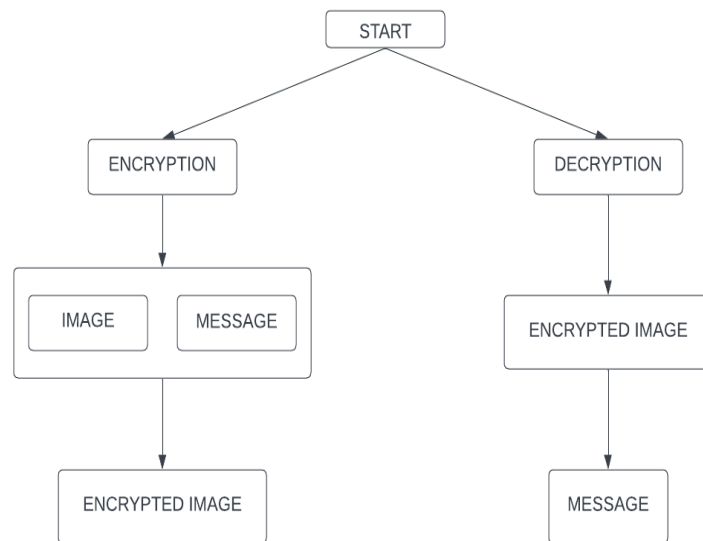 START
ENCRYPTION
DECRYPTION
IMAGE
MESSAGE
ENCRYPTED IMAGE
ENCRYPTED IMAGE
MESSAGE